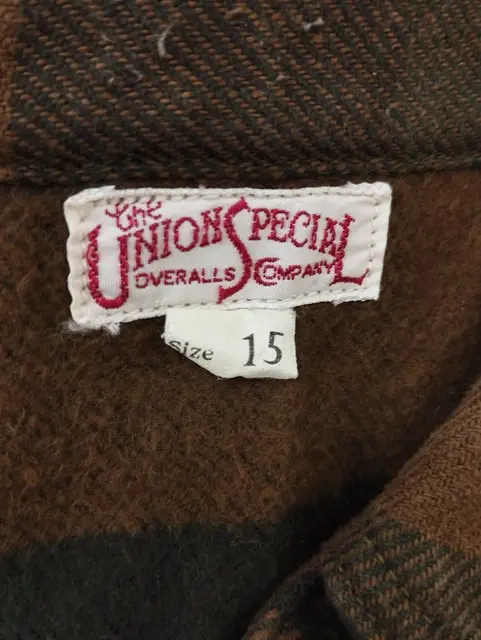 the
UNION SPECIAL
OVERALLS COMPANY
size 15